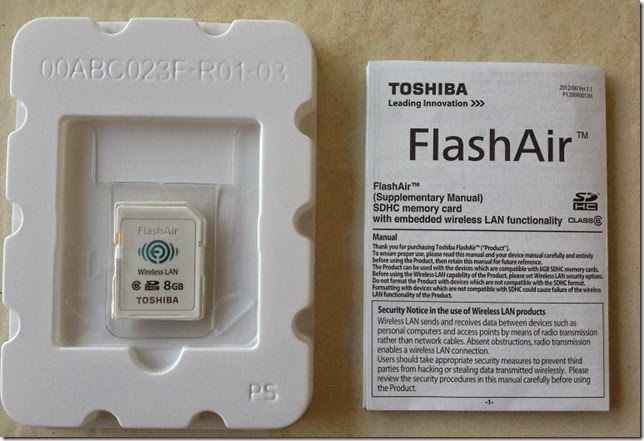 00ABC023F-R01-03
FlashAir
Wireless LAN
6 SDHC 8GB
TOSHIBA
PS
TOSHIBA
Leading Innovation >>>
2012/06 Ver.1.1
FlashAir™
FlashAir™
(Supplementary Manual)
SDHC memory card
with embedded wireless LAN functionality
SDHC
CLASS 6
Manual
Thank you for purchasing Toshiba FlashAir™ ("Product").
To ensure proper use, please read this manual and your device manual carefully and entirely
before using the Product, then retain this manual for future reference.
The Product can be used with the devices which are compatible with 8GB SDHC memory cards.
Before using the Wireless LAN capability of the Product, please set Wireless LAN security options.
Do not format the Product with devices which are not compatible with the SDHC format.
Formatting with devices which are not compatible with SDHC could cause failure of the wireless
LAN functionality of the Product.
Security Notice in the use of Wireless LAN products
Wireless LAN sends and receives data between devices such as
personal computers and access points by means of radio transmission
rather than network cables. Absent obstructions, radio transmission
enables a wireless LAN connection.
Users should take appropriate security measures to prevent third
parties from hacking or stealing data transmitted wirelessly. Please
review the security procedures in this manual carefully before using
the Product.
-1-